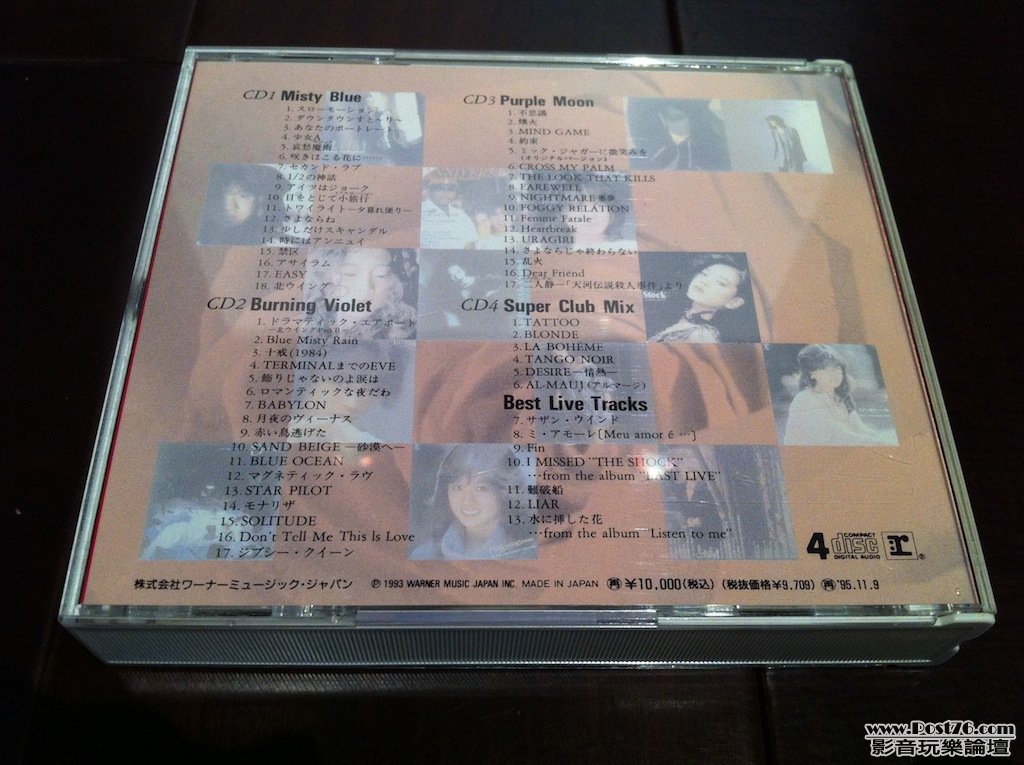 CD1 Misty Blue
1. スローモーション
2. ダウンタウンすと〜り〜
3. あなたのポートレート
4. 少女A
5. 哀愁魔術
6. 咲きほこる花に……
7. セカンド・ラブ
8. 1/2の神話
9. アイツはジョーク
10. 目をとじて小旅行
11. トワイライト―夕暮れ便り―
12. さよならね
13. 少しだけスキャンダル
14. 時にはアンニュイ
15. 禁区
16. アサイラム
17. EASY
18. 北ウイング
CD2 Burning Violet
1. ドラマティック・エアポート
―北ウイングPart II―
2. Blue Misty Rain
3. 十戒(1984)
4. TERMINALまでのEVE
5. 飾りじゃないのよ涙は
6. ロマンティックな夜だわ
7. BABYLON
8. 月夜のヴィーナス
9. 赤い鳥逃げた
10. SAND BEIGE ―砂漠へ―
11. BLUE OCEAN
12. マグネティック・ラヴ
13. STAR PILOT
14. モナリザ
15. SOLITUDE
16. Don't Tell Me This Is Love
17. ジプシー・クイーン
CD3 Purple Moon
1. 不思議
2. 燠火
3. MIND GAME
4. 約束
5. ミック・ジャガーに微笑みを
(オリジナルバージョン)
6. CROSS MY PALM
7. THE LOOK THAT KILLS
8. FAREWELL
9. NIGHTMARE 悪夢
10. FOGGY RELATION
11. Femme Fatale
12. Heartbreak
13. URAGIRI
14. さよならじゃ終わらない
15. 乱火
16. Dear Friend
17. 二人静―「天河伝説殺人事件」より
Stock
CD4 Super Club Mix
1. TATTOO
2. BLONDE
3. LA BOHÈME
4. TANGO NOIR
5. DESIRE―情熱―
6. AL-MAUJ(アルマージ)
Best Live Tracks
7. サザン・ウインド
8. ミ・アモーレ[Meu amor é …]
9. Fin
10. I MISSED "THE SHOCK"
…from the album "EAST LIVE"
11. 難破船
12. LIAR
13. 水に挿した花
…from the album "Listen to me"
4 COMPACT disc DIGITAL AUDIO r ®
株式会社ワーナーミュージック・ジャパン Ⓟ 1993 WARNER MUSIC JAPAN INC. MADE IN JAPAN 再 ¥10,000(税込) (税抜価格¥9,709) 再 '95.11.9
www.Post76.com
影音玩樂論壇